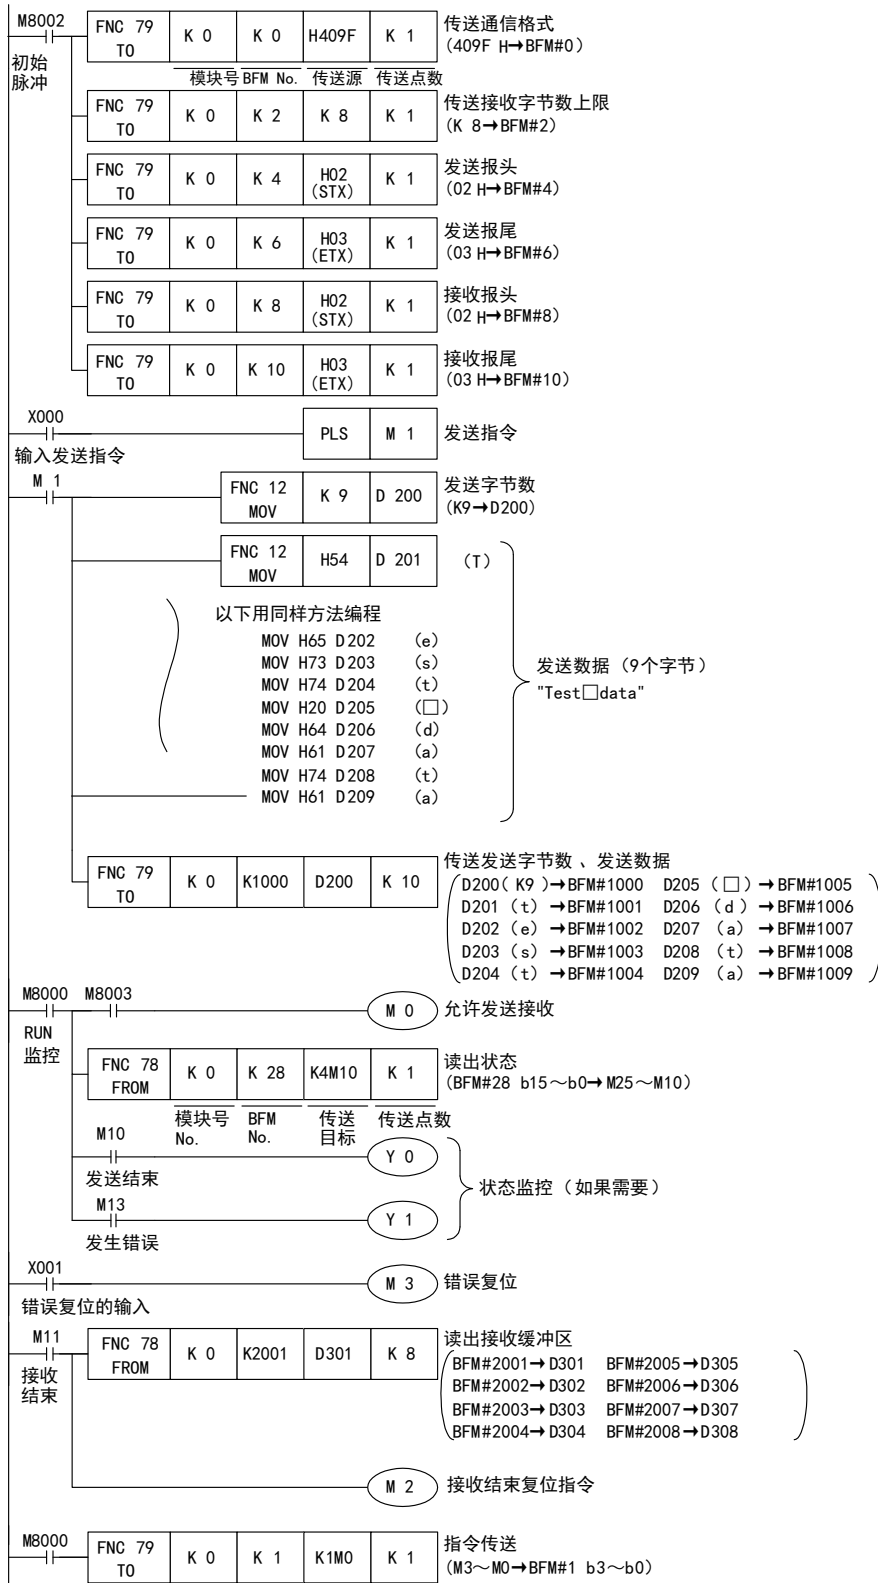 M8002
FNC 79 TO K 0 K 0 H409F K 1 传送通信格式
(409F H→BFM#0)
初始
脉冲
模块号 BFM No. 传送源 传送点数
FNC 79 TO K 0 K 2 K 8 K 1 传送接收字节数上限
(K 8→BFM#2)
FNC 79 TO K 0 K 4 H02 (STX) K 1 发送报头
(02 H→BFM#4)
FNC 79 TO K 0 K 6 H03 (ETX) K 1 发送报尾
(03 H→BFM#6)
FNC 79 TO K 0 K 8 H02 (STX) K 1 接收报头
(02 H→BFM#8)
FNC 79 TO K 0 K 10 H03 (ETX) K 1 接收报尾
(03 H→BFM#10)
X000
PLS M 1 发送指令
输入发送指令
M 1
FNC 12 MOV K 9 D 200 发送字节数
(K9→D200)
FNC 12 MOV H54 D 201 (T)
以下用同样方法编程
MOV H65 D202 (e)
MOV H73 D203 (s)
MOV H74 D204 (t)
MOV H20 D205 (□)
MOV H64 D206 (d)
MOV H61 D207 (a)
MOV H74 D208 (t)
MOV H61 D209 (a)
发送数据(9个字节)
"Test□data"
FNC 79 TO K 0 K1000 D200 K 10 传送发送字节数、发送数据
D200( K9 )→BFM#1000 D205 (□)→BFM#1005
D201 (t) →BFM#1001 D206 (d ) →BFM#1006
D202 (e) →BFM#1002 D207 (a) →BFM#1007
D203 (s) →BFM#1003 D208 (t) →BFM#1008
D204 (t) →BFM#1004 D209 (a) →BFM#1009
M8000 M8003
M 0 允许发送接收
RUN
监控
FNC 78 FROM K 0 K 28 K4M10 K 1 读出状态
(BFM#28 b15～b0→M25～M10)
模块号 No. BFM No. 传送目标 传送点数
M10
Y 0
发送结束
状态监控(如果需要)
M13
Y 1
发生错误
X001
M 3 错误复位
错误复位的输入
M11
FNC 78 FROM K 0 K2001 D301 K 8 读出接收缓冲区
接收
结束
BFM#2001→D301 BFM#2005→D305
BFM#2002→D302 BFM#2006→D306
BFM#2003→D303 BFM#2007→D307
BFM#2004→D304 BFM#2008→D308
M 2 接收结束复位指令
M8000
FNC 79 TO K 0 K 1 K1M0 K 1 指令传送
(M3～M0→BFM#1 b3～b0)